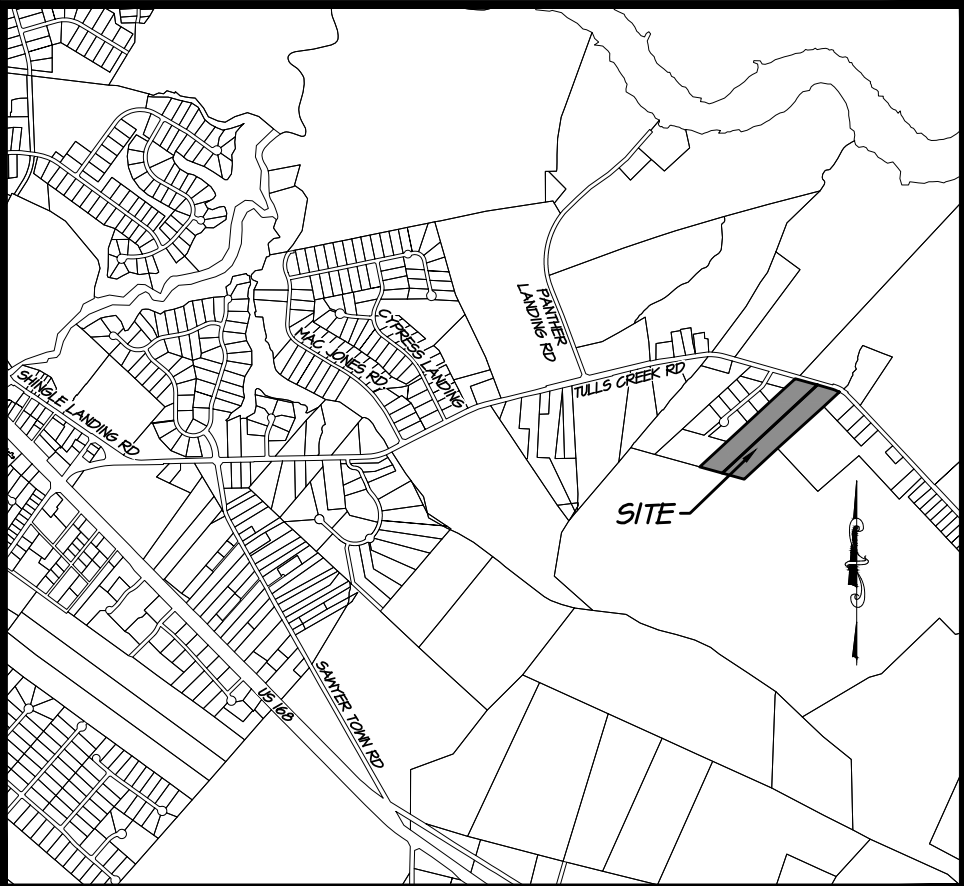 PANTHER
LANDING RD
CYPRESS LANDING
MAC JONES RD.
TULLS CREEK RD
SHINGLE LANDING RD
SITE
SAWYER TOWN RD
US 168